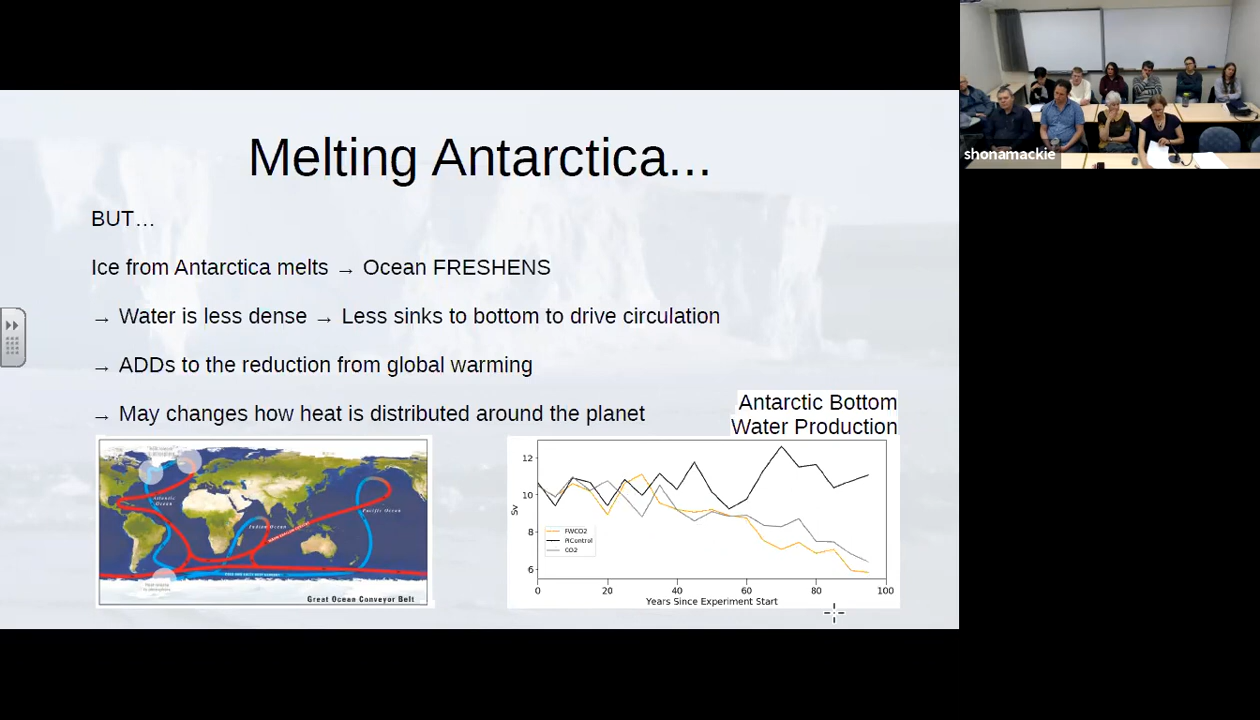 Melting Antarctica...
BUT…
Ice from Antarctica melts → Ocean FRESHENS
→ Water is less dense → Less sinks to bottom to drive circulation
→ ADDs to the reduction from global warming
→ May changes how heat is distributed around the planet
Antarctic Bottom
Water Production
Atlantic
Ocean
Indian Ocean
Pacific Ocean
Great Ocean Conveyor Belt
12
10
8
6
Sv
FWCO2
PIControl
CO2
0 20 40 60 80 100
Years Since Experiment Start
shonamackie